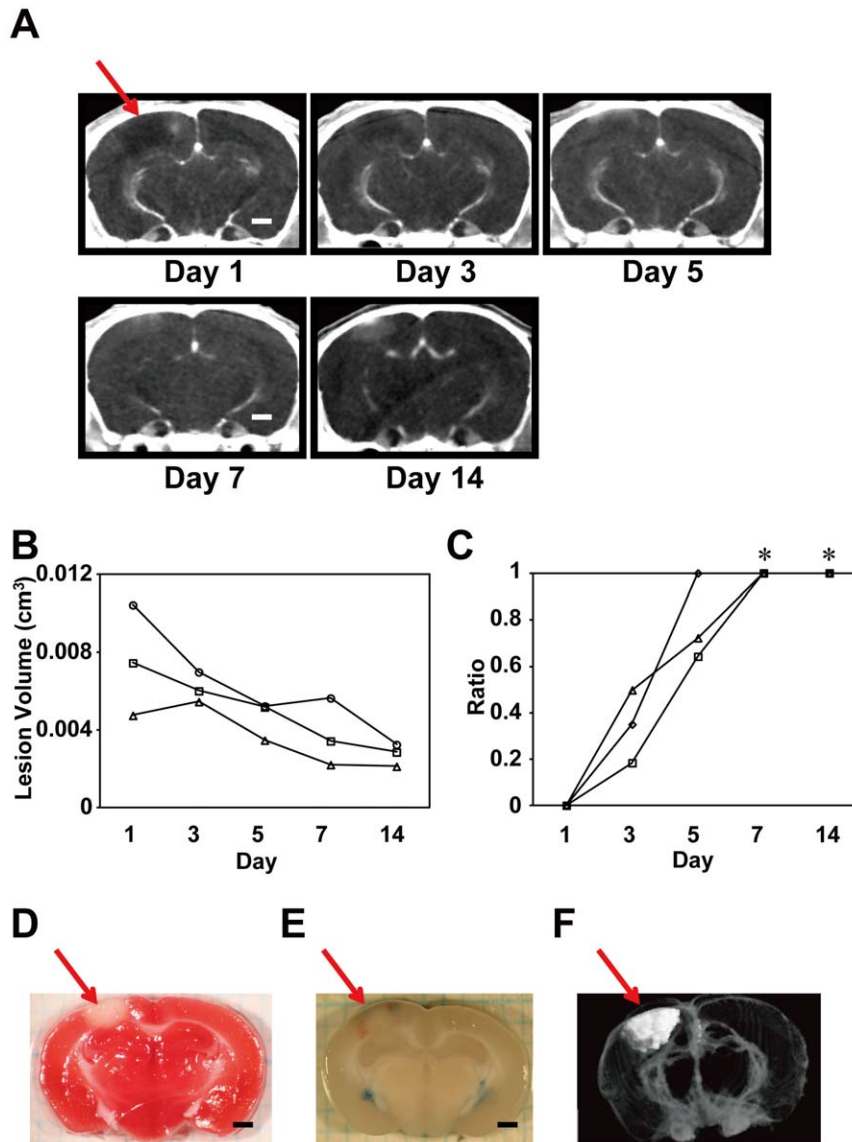 A
Day 1 Day 3 Day 5
Day 7 Day 14
B
Lesion Volume (cm³)
0.012
0.008
0.004
0
1 3 5 7 14
Day
C
Ratio
* *
1
0.8
0.6
0.4
0.2
0
1 3 5 7 14
Day
D E F